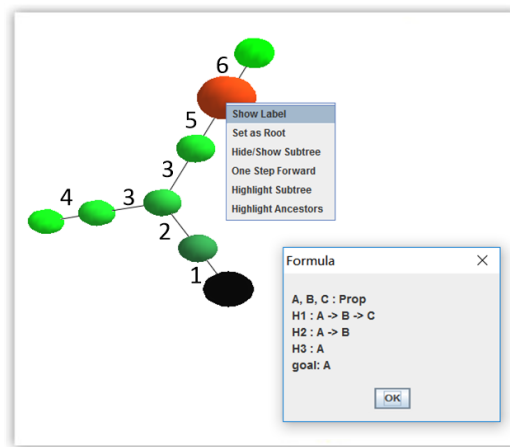 6
5
3
4
3
2
1
Show Label
Set as Root
Hide/Show Subtree
One Step Forward
Highlight Subtree
Highlight Ancestors
Formula
A, B, C : Prop
H1 : A -> B -> C
H2 : A -> B
H3 : A
goal: A
OK